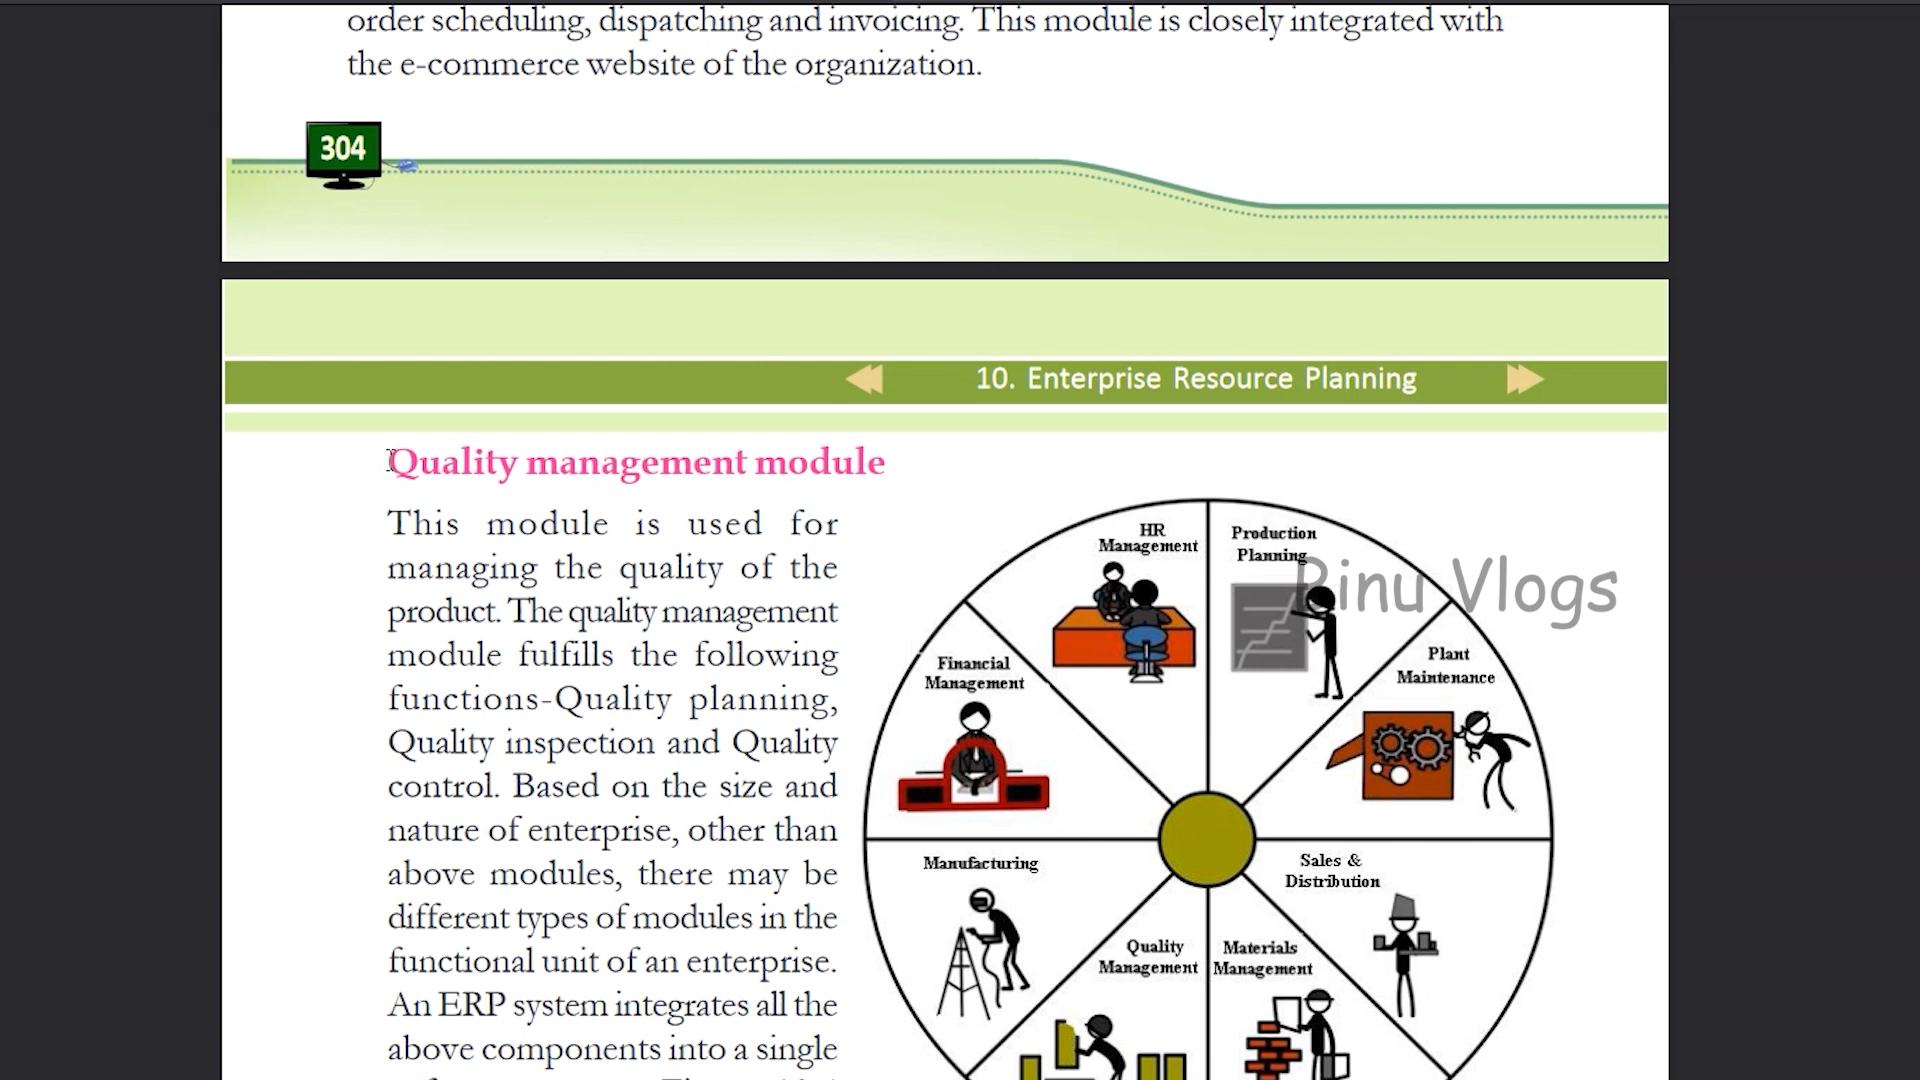 order scheduling, dispatching and invoicing. This module is closely integrated with
the e-commerce website of the organization.
304
10. Enterprise Resource Planning
Quality management module
This module is used for
managing the quality of the
product. The quality management
module fulfills the following
functions-Quality planning,
Quality inspection and Quality
control. Based on the size and
nature of enterprise, other than
above modules, there may be
different types of modules in the
functional unit of an enterprise.
An ERP system integrates all the
above components into a single
HR
Management
Production
Planning
Binu Vlogs
Plant
Maintenance
Financial
Management
Manufacturing
Sales &
Distribution
Quality
Management
Materials
Management